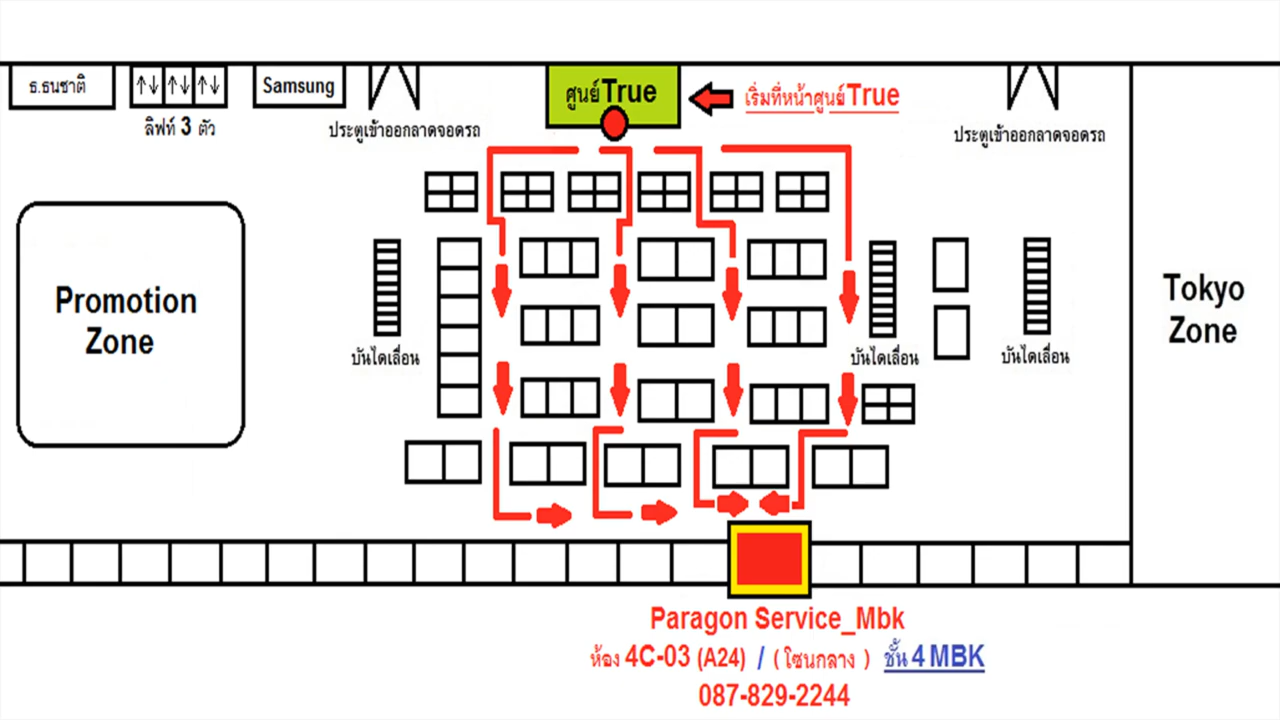 ธ.ธนชาติ
Samsung
ศูนย์True
เริ่มที่หน้าศูนย์True
ลิฟท์ 3 ตัว
ประตูเข้าออกลาดจอดรถ
ประตูเข้าออกลาดจอดรถ
Promotion
Zone
Tokyo
Zone
บันไดเลื่อน
บันไดเลื่อน
บันไดเลื่อน
Paragon Service_Mbk
ห้อง 4C-03 (A24) / ( โซนกลาง ) ชั้น 4 MBK
087-829-2244